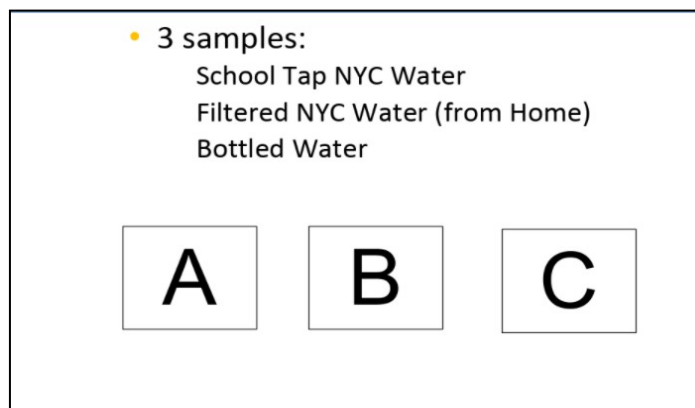 • 3 samples:
School Tap NYC Water
Filtered NYC Water (from Home)
Bottled Water
A B C